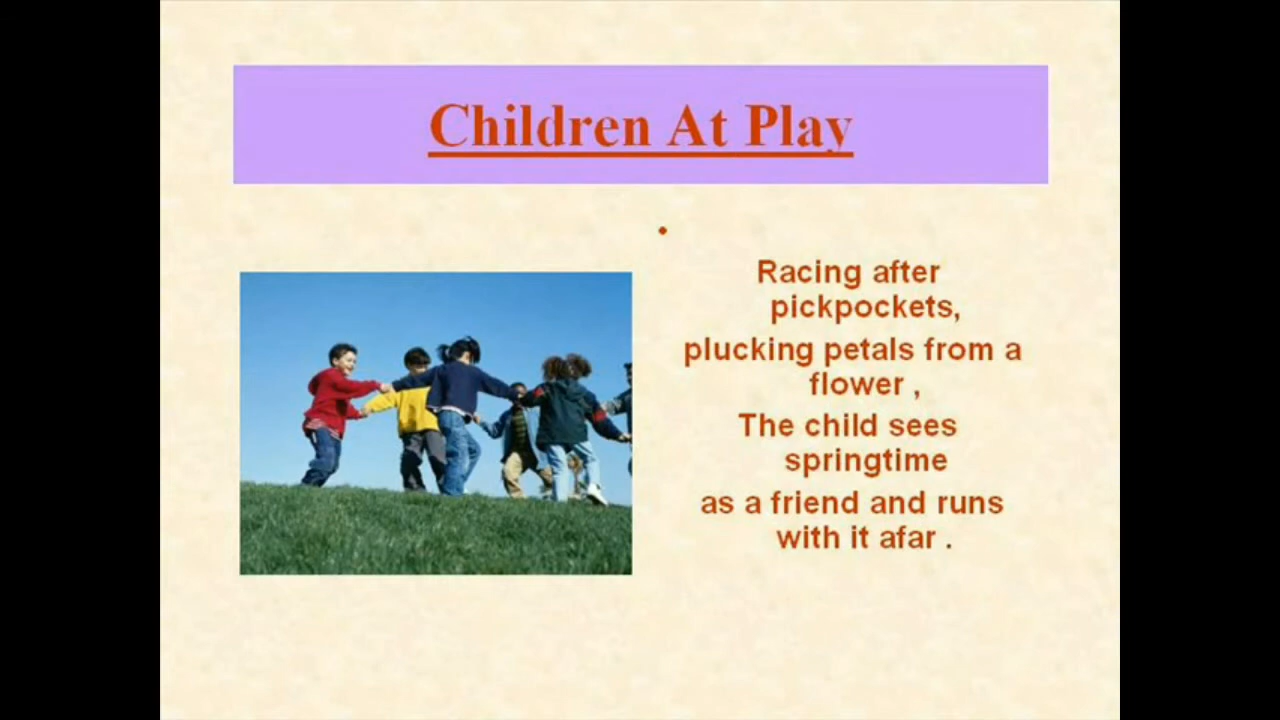 Children At Play
•
Racing after
pickpockets,
plucking petals from a
flower ,
The child sees
springtime
as a friend and runs
with it afar .